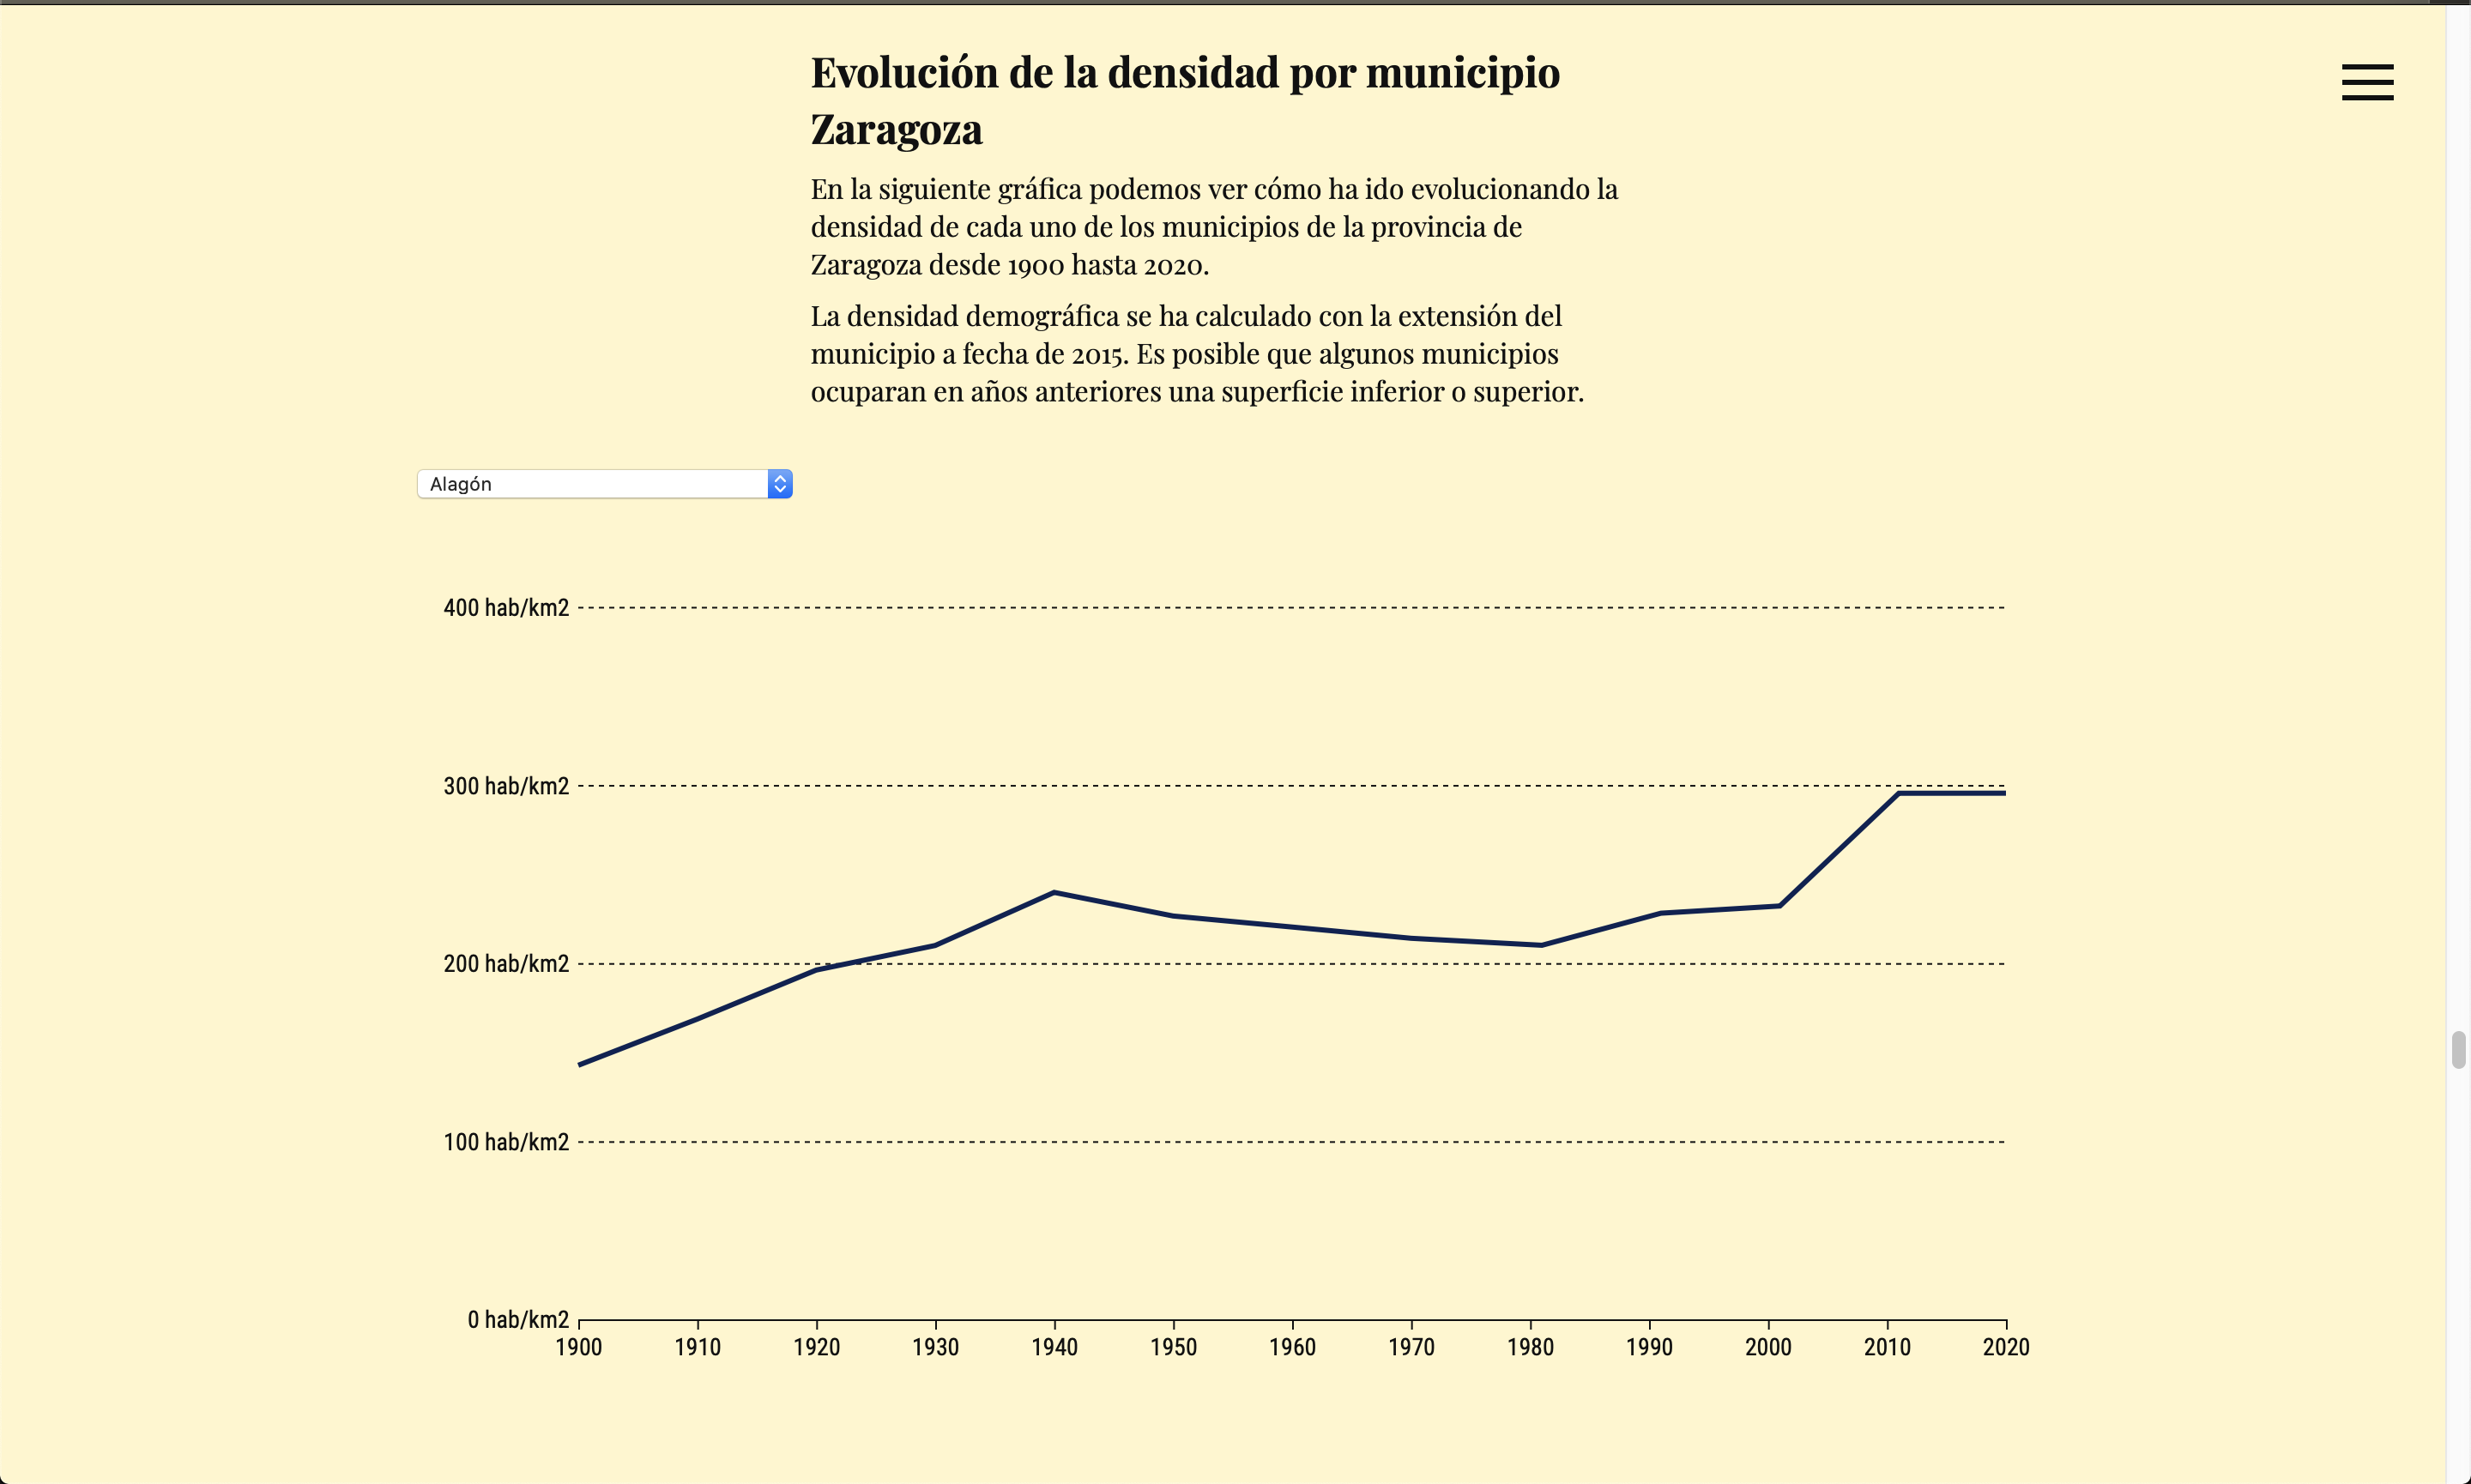 Evolución de la densidad por municipio
Zaragoza
En la siguiente gráfica podemos ver cómo ha ido evolucionando la
densidad de cada uno de los municipios de la provincia de
Zaragoza desde 1900 hasta 2020.
La densidad demográfica se ha calculado con la extensión del
municipio a fecha de 2015. Es posible que algunos municipios
ocuparan en años anteriores una superficie inferior o superior.
Alagón
400 hab/km2
300 hab/km2
200 hab/km2
100 hab/km2
0 hab/km2
1900 1910 1920 1930 1940 1950 1960 1970 1980 1990 2000 2010 2020